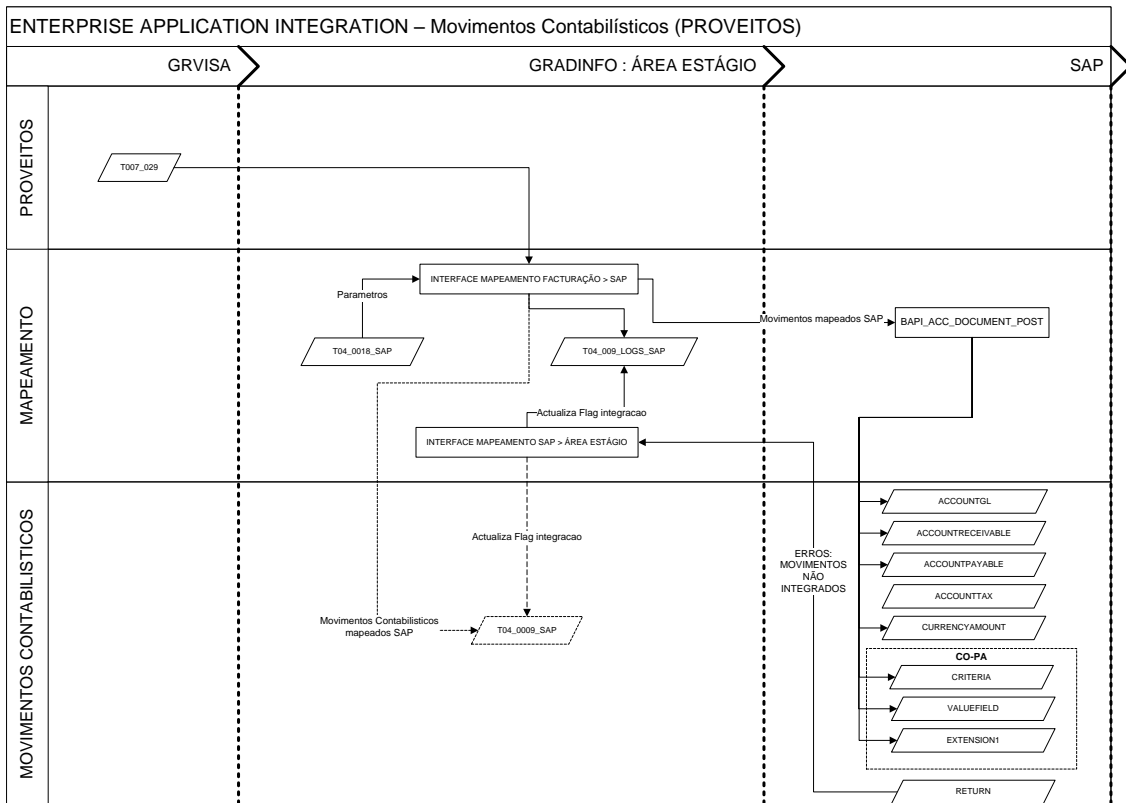 ENTERPRISE APPLICATION INTEGRATION – Movimentos Contabilísticos (PROVEITOS)
GRVISA
GRADINFO : ÁREA ESTÁGIO
SAP
PROVEITOS
T007_029
MAPEAMENTO
INTERFACE MAPEAMENTO FACTURAÇÃO > SAP
Parametros
Movimentos mapeados SAP
BAPI_ACC_DOCUMENT_POST
T04_0018_SAP
T04_009_LOGS_SAP
Actualiza Flag integracao
INTERFACE MAPEAMENTO SAP > ÁREA ESTÁGIO
MOVIMENTOS CONTABILISTICOS
Actualiza Flag integracao
Movimentos Contabilisticos
mapeados SAP
T04_0009_SAP
ERROS:
MOVIMENTOS
NÃO
INTEGRADOS
ACCOUNTGL
ACCOUNTRECEIVABLE
ACCOUNTPAYABLE
ACCOUNTTAX
CURRENCYAMOUNT
CO-PA
CRITERIA
VALUEFIELD
EXTENSION1
RETURN